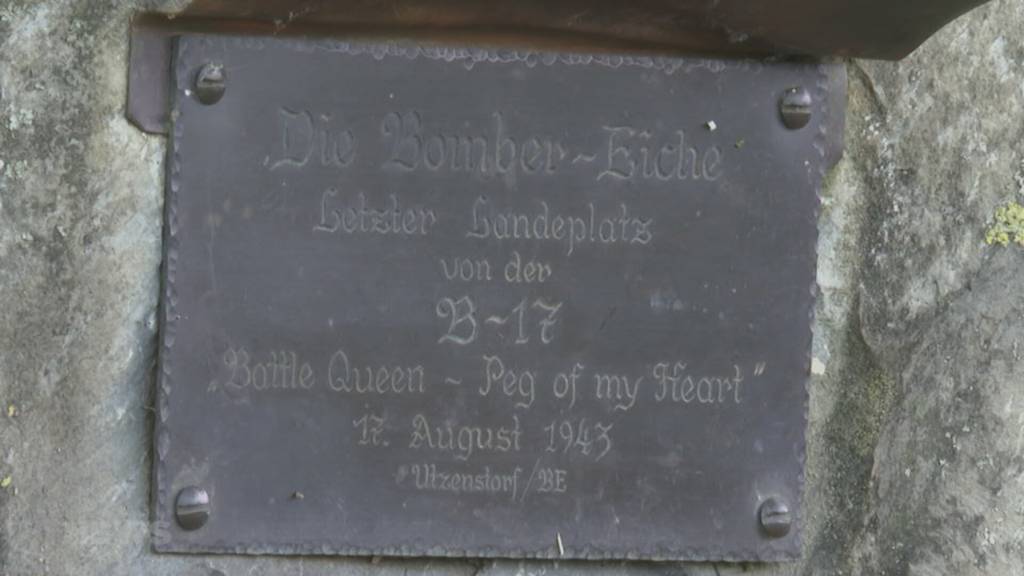 Die Bomber-Eiche
Letzter Landeplatz
von der
B-17
„Battle Queen - Peg of my Heart"
17. August 1943
Utzenstorf/BE